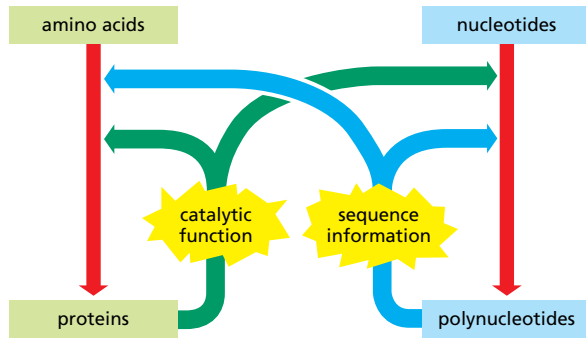 amino acids
nucleotides
catalytic
function
sequence
information
proteins
polynucleotides